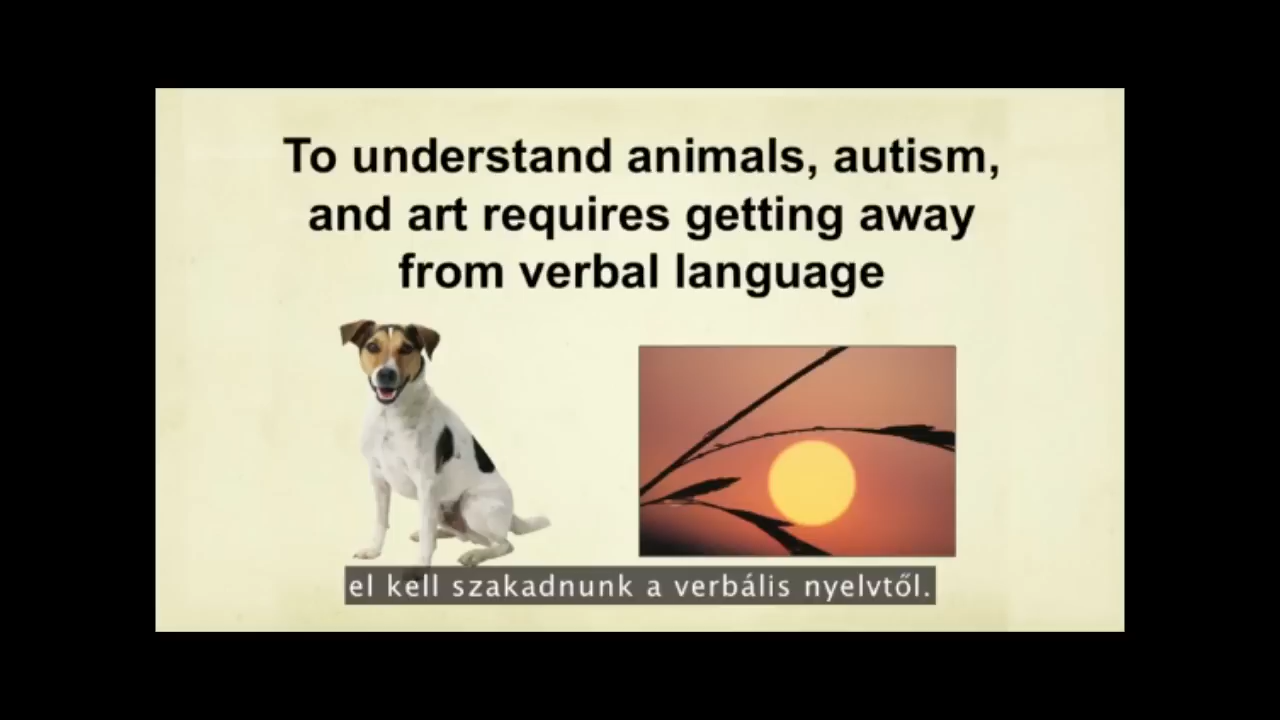 To understand animals, autism,
and art requires getting away
from verbal language
el kell szakadnunk a verbális nyelvtől.